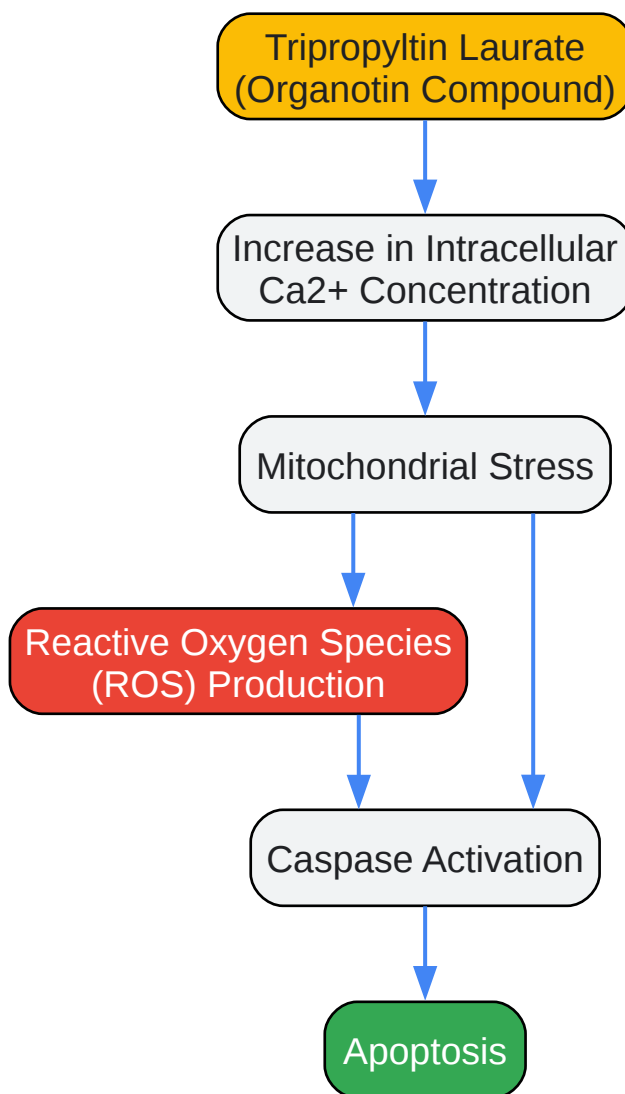 Tripropyltin Laurate
(Organotin Compound)
Increase in Intracellular
Ca2+ Concentration
Mitochondrial Stress
Reactive Oxygen Species
(ROS) Production
Caspase Activation
Apoptosis